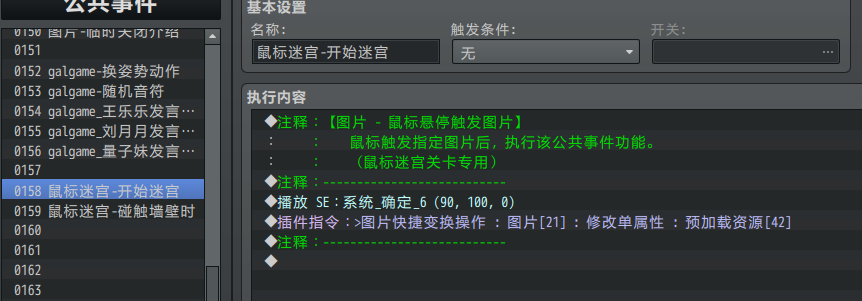 公共事件
0150 图片-临时关闭介绍
0151
0152 galgame-换姿势动作
0153 galgame-随机音符
0154 galgame_王乐乐发言…
0155 galgame_刘月月发言…
0156 galgame_量子妹发言…
0157
0158 鼠标迷宫-开始迷宫
0159 鼠标迷宫-碰触墙壁时
0160
0161
0162
0163
基本设置
名称: 触发条件: 开关:
鼠标迷宫-开始迷宫 无 …
执行内容
◆注释:【图片 - 鼠标悬停触发图片】
: : 鼠标触发指定图片后, 执行该公共事件功能。
: : （鼠标迷宫关卡专用）
◆注释:--------------------------
◆播放 SE:系统_确定_6 (90, 100, 0)
◆插件指令:>图片快捷变换操作 : 图片[21] : 修改单属性 : 预加载资源[42]
◆注释:--------------------------
◆